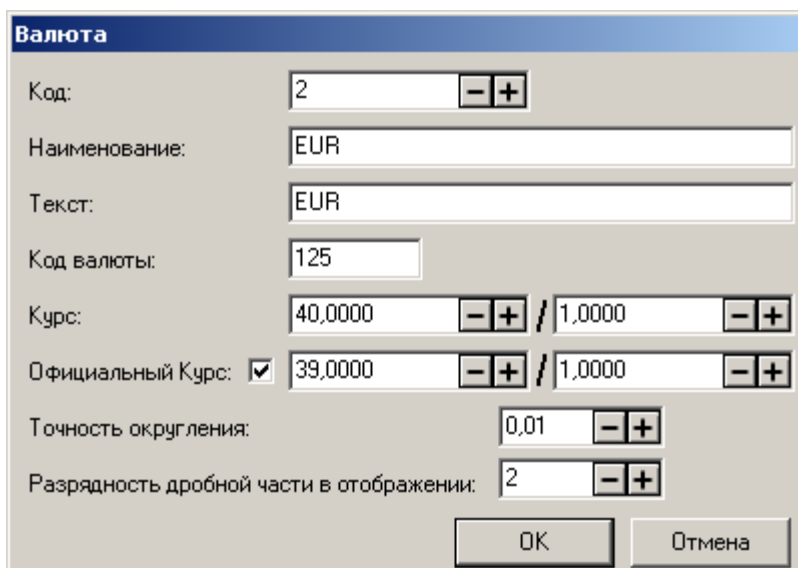 Валюта
Код: 2 − +
Наименование: EUR
Текст: EUR
Код валюты: 125
Курс: 40,0000 − + / 1,0000 − +
Официальный Курс: 39,0000 − + / 1,0000 − +
Точность округления: 0,01 − +
Разрядность дробной части в отображении: 2 − +
OK Отмена